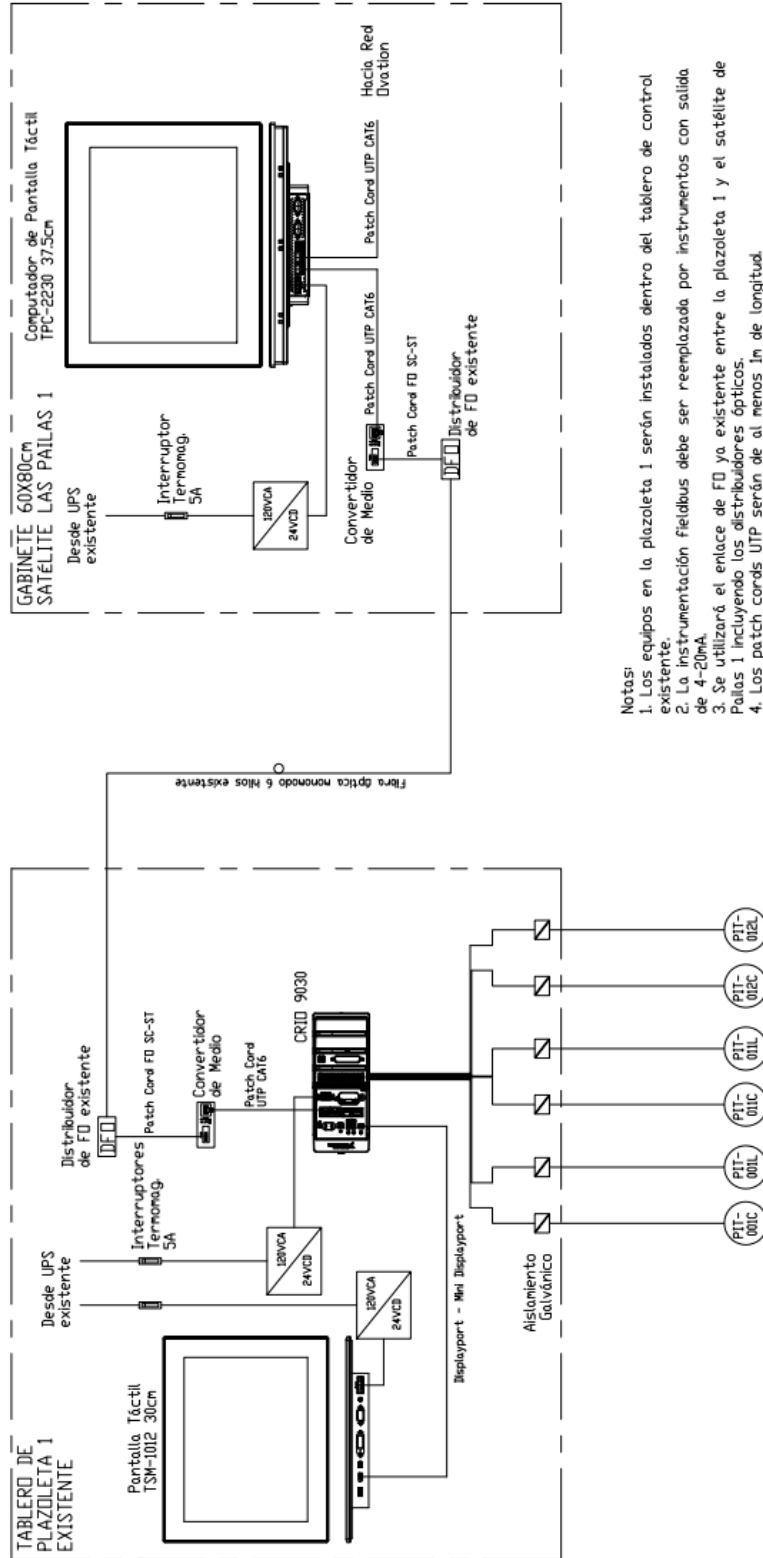 TABLERO DE
PLAZOLETA 1
EXISTENTE
Pantalla Táctil
TSM-1012 30cm
Desde UPS
existente
Interruptores
Termomag.
5A
120VCA
24VCD
120VCA
24VCD
Distribuidor
de FO existente
DFO
Patch Cord FO SC-ST
Convertidor
de Medio
Patch Cord
UTP CAT6
CRIO 9030
Displayport - Mini Displayport
Aislamiento
Galvánico
PIT-
001C
PIT-
001L
PIT-
011C
PIT-
011L
PIT-
012C
PIT-
012L
Fibra óptica monomodo 6 hilos existente
GABINETE 60X80cm
SATÉLITE LAS PAILAS 1
Desde UPS
existente
Interruptor
Termomag.
5A
120VCA
24VCD
Computador de Pantalla Táctil
TPC-2230 37.5cm
Convertidor
de Medio
Patch Cord UTP CAT6
Patch Cord UTP CAT6
Hacia Red
Ovation
Patch Cord FO SC-ST
DFO
Distribuidor
de FO existente
Notas:
1. Los equipos en la plazoleta 1 serán instalados dentro del tablero de control
existente.
2. La instrumentación fieldbus debe ser reemplazada por instrumentos con salida
de 4-20mA.
3. Se utilizará el enlace de FO ya existente entre la plazoleta 1 y el satélite de
Pailas 1 incluyendo los distribuidores ópticos.
4. Los patch cords UTP serán de al menos 1m de longitud.